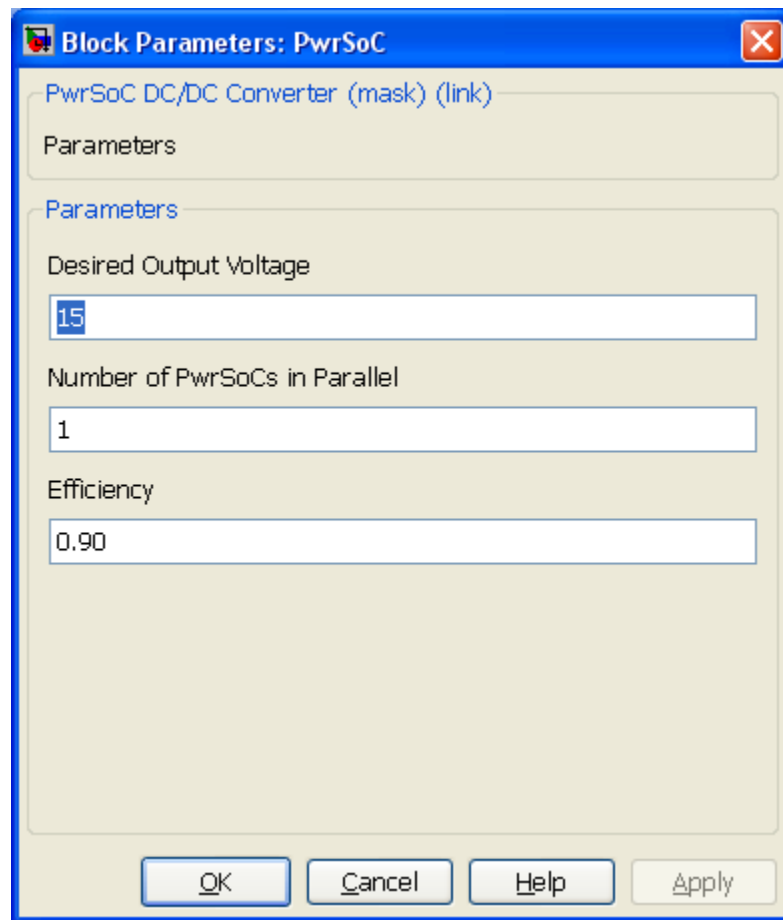 Block Parameters: PwrSoC
PwrSoC DC/DC Converter (mask) (link)
Parameters
Parameters
Desired Output Voltage
15
Number of PwrSoCs in Parallel
1
Efficiency
0.90
OK Cancel Help Apply